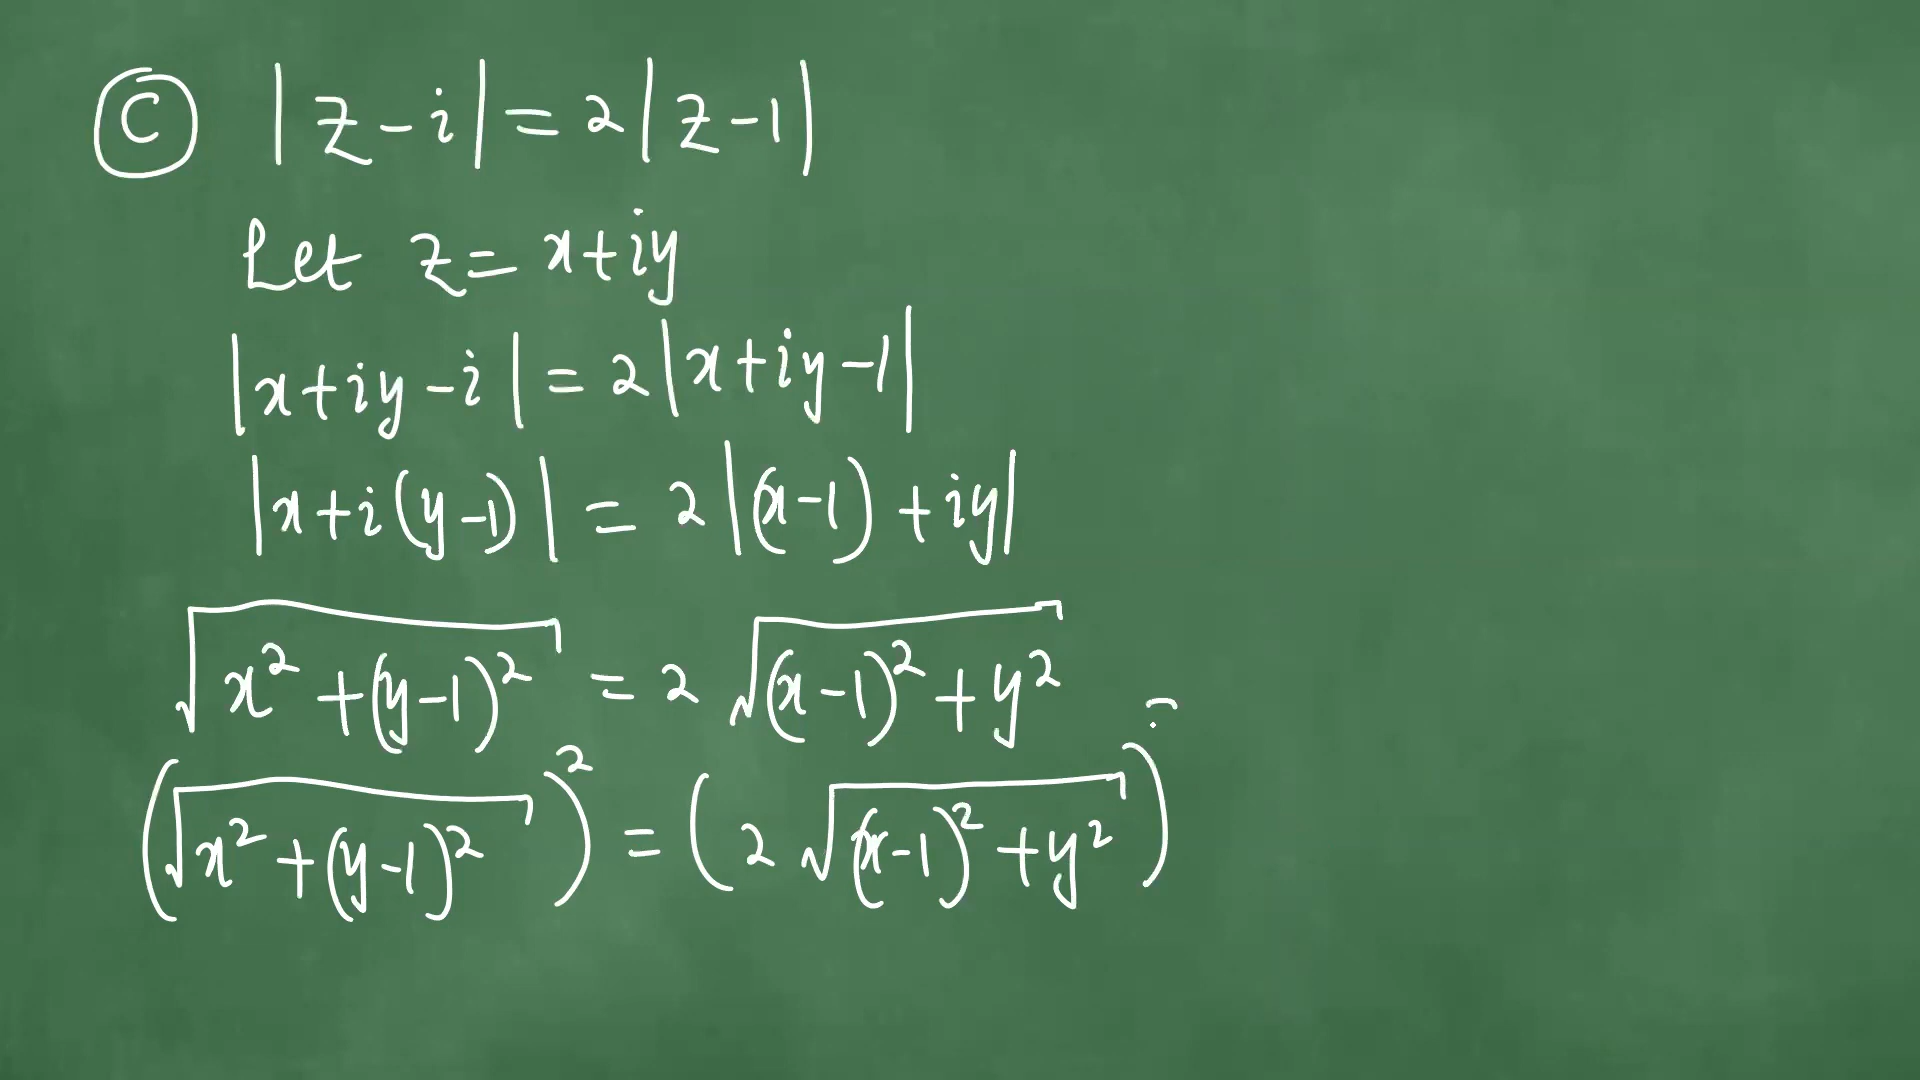 Ⓒ |z-i| = 2|z-1|
Let z = x+iy
|x+iy-i| = 2|x+iy-1|
|x+i(y-1)| = 2|(x-1)+iy|
√(x²+(y-1)²) = 2√((x-1)²+y²)
(√(x²+(y-1)²))² = (2√((x-1)²+y²))